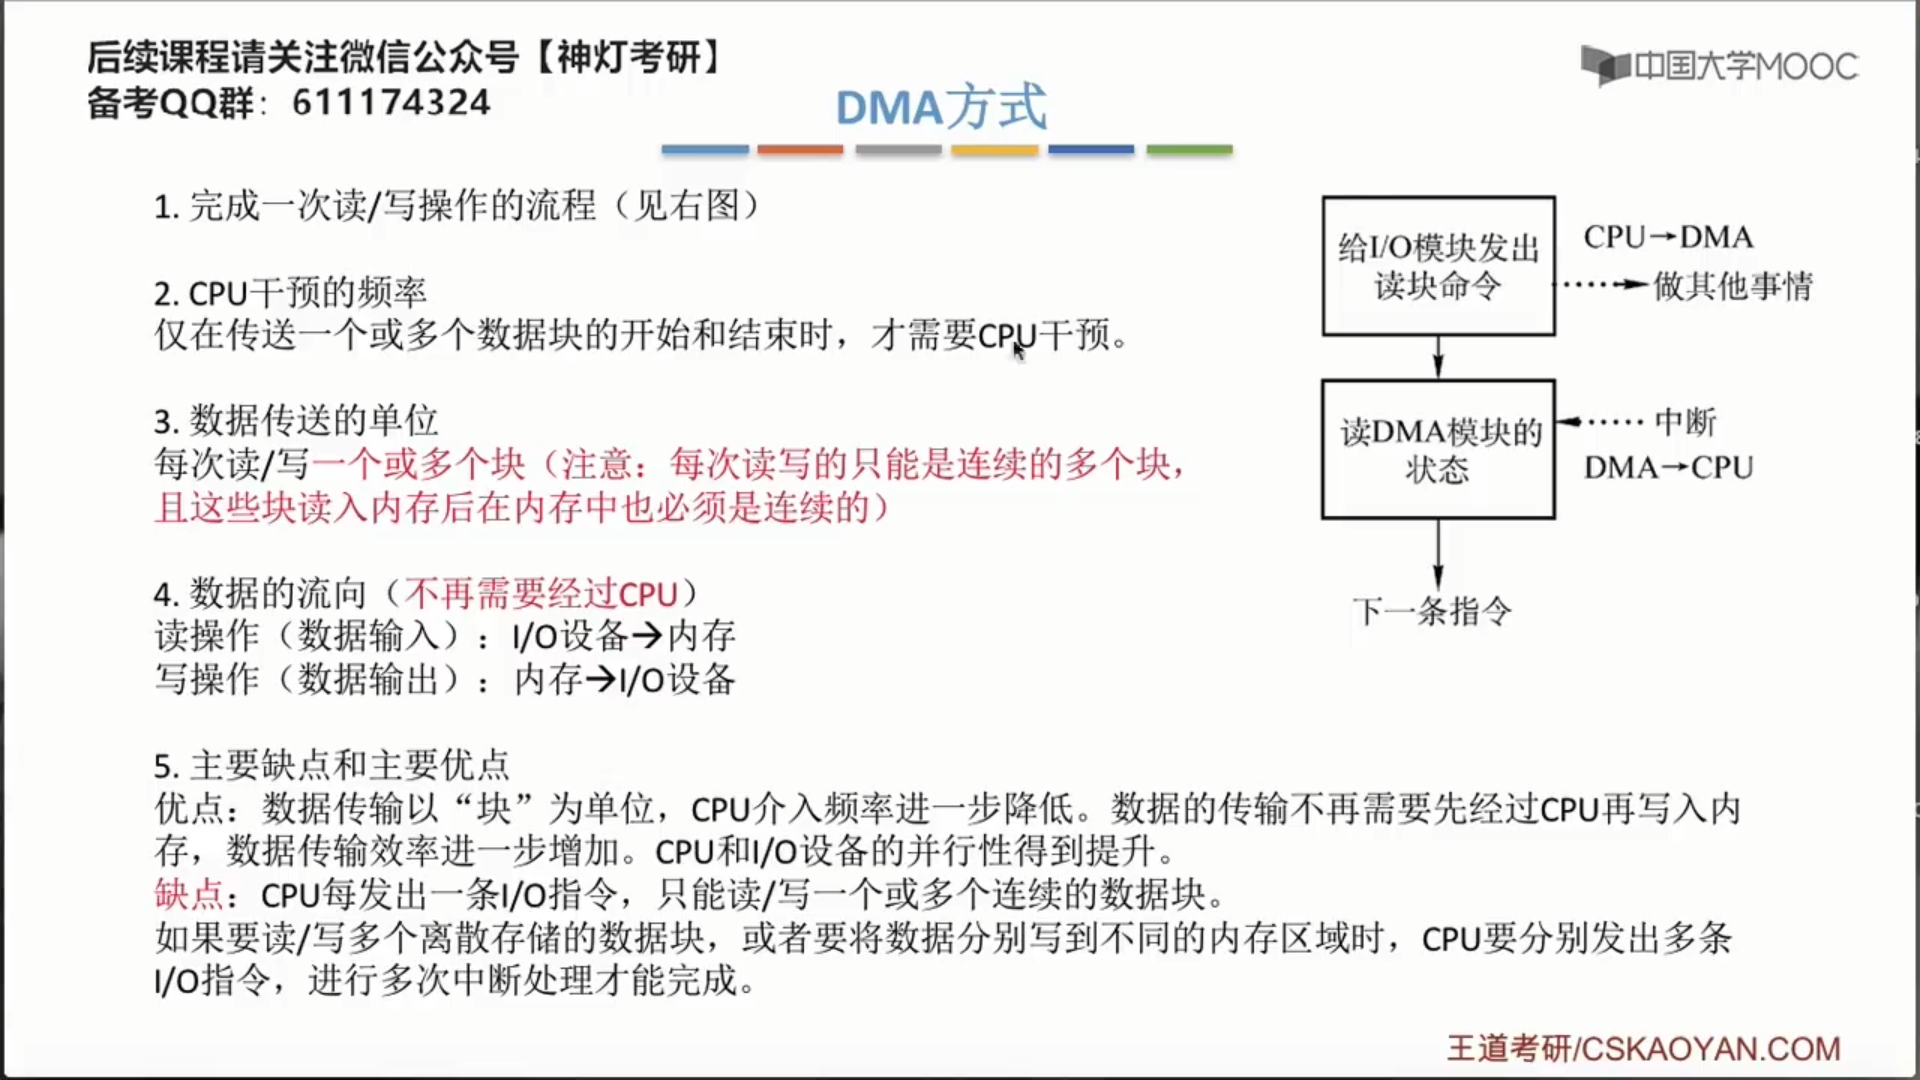 后续课程请关注微信公众号【神灯考研】
备考QQ群：611174324
中国大学MOOC
DMA方式
1. 完成一次读/写操作的流程（见右图）
2. CPU干预的频率
仅在传送一个或多个数据块的开始和结束时，才需要CPU干预。
3. 数据传送的单位
每次读/写一个或多个块（注意：每次读写的只能是连续的多个块，
且这些块读入内存后在内存中也必须是连续的）
4. 数据的流向（不再需要经过CPU）
读操作（数据输入）：I/O设备→内存
写操作（数据输出）：内存→I/O设备
5. 主要缺点和主要优点
优点：数据传输以“块”为单位，CPU介入频率进一步降低。数据的传输不再需要先经过CPU再写入内
存，数据传输效率进一步增加。CPU和I/O设备的并行性得到提升。
缺点：CPU每发出一条I/O指令，只能读/写一个或多个连续的数据块。
如果要读/写多个离散存储的数据块，或者要将数据分别写到不同的内存区域时，CPU要分别发出多条
I/O指令，进行多次中断处理才能完成。
给I/O模块发出
读块命令
CPU→DMA
做其他事情
读DMA模块的
状态
中断
DMA→CPU
下一条指令
王道考研/CSKAOYAN.COM